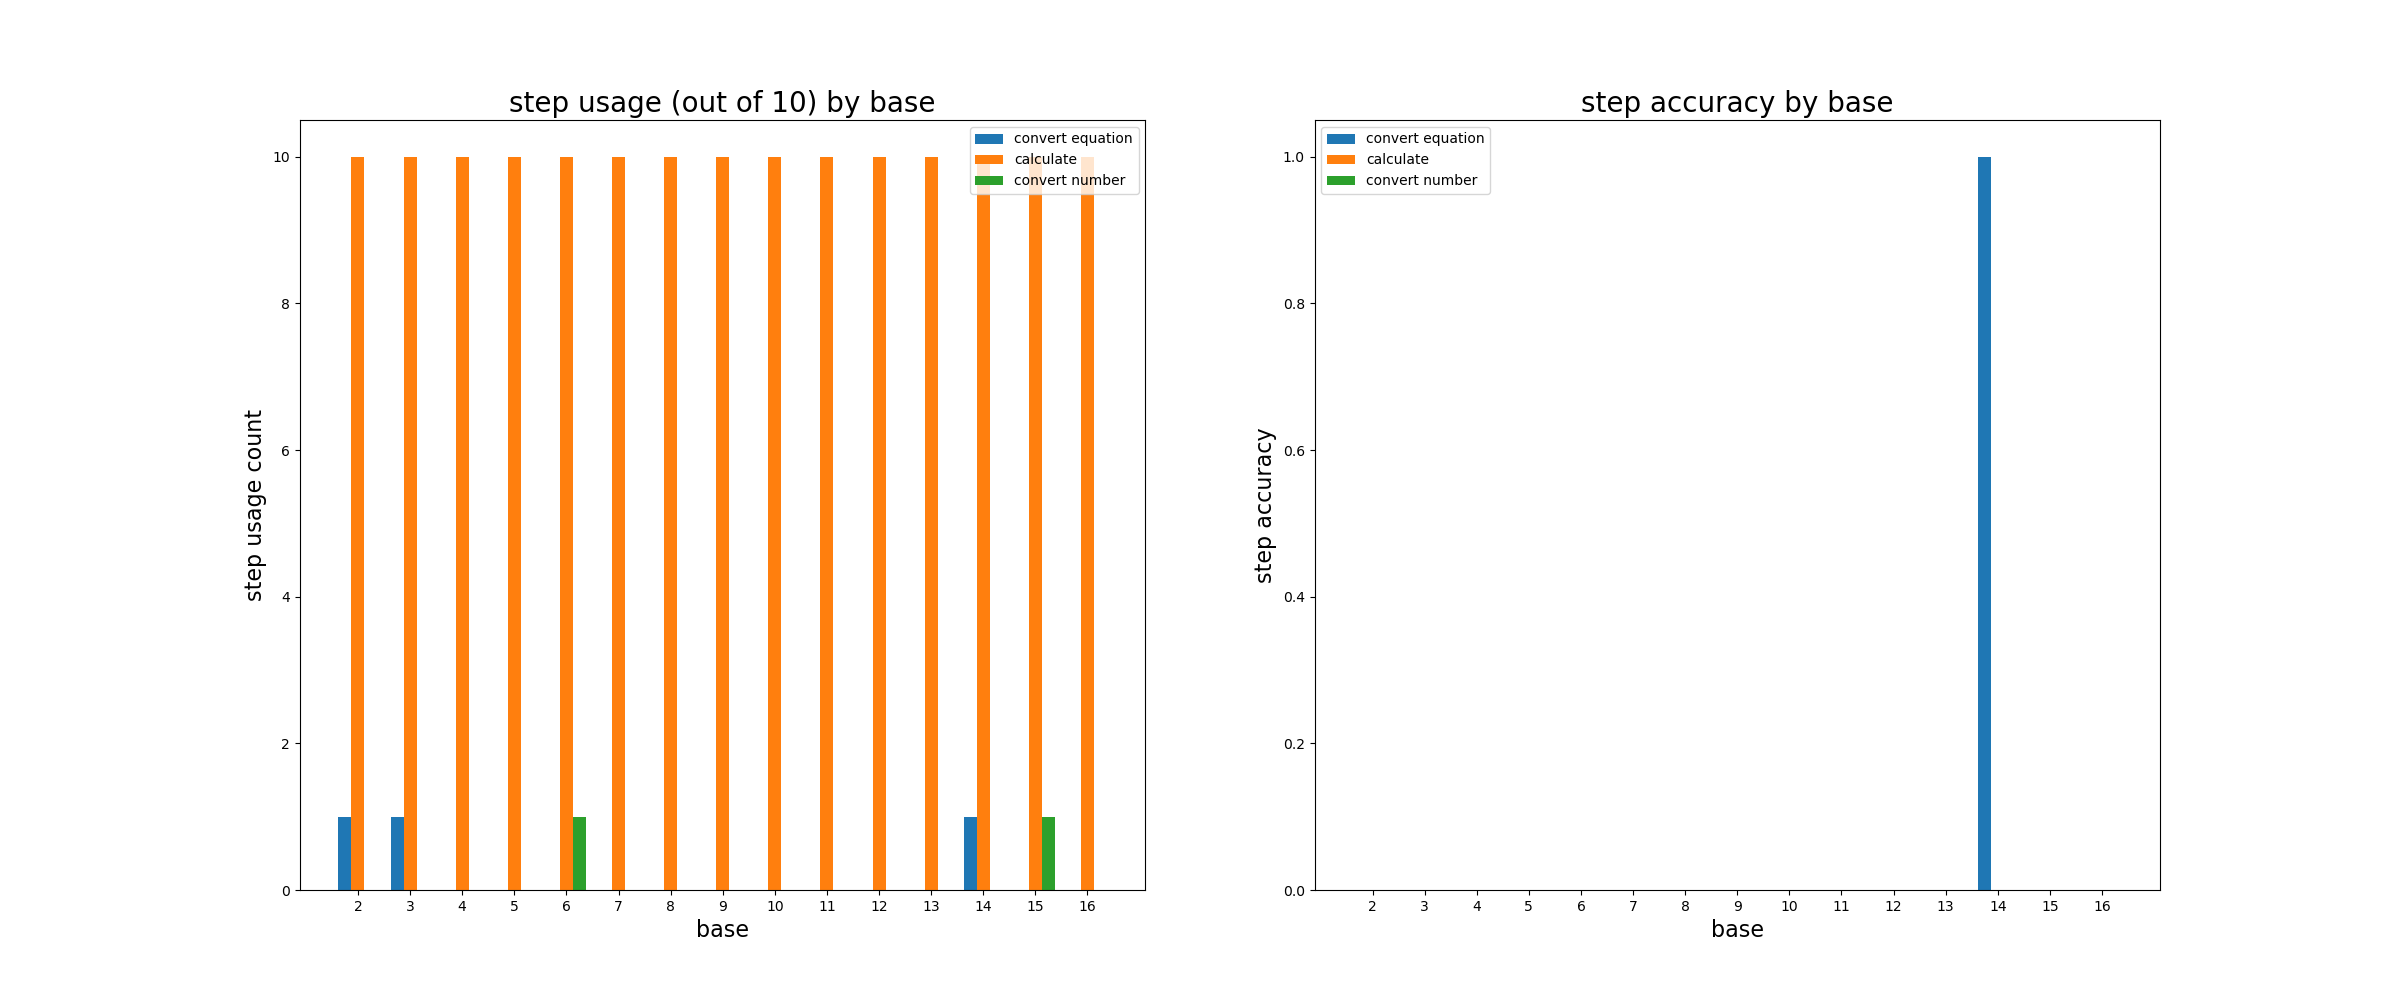 step usage (out of 10) by base
convert equation
calculate
convert number
10
8
6
4
2
0
step usage count
2 3 4 5 6 7 8 9 10 11 12 13 14 15 16
base
step accuracy by base
convert equation
calculate
convert number
1.0
0.8
0.6
0.4
0.2
0.0
step accuracy
2 3 4 5 6 7 8 9 10 11 12 13 14 15 16
base